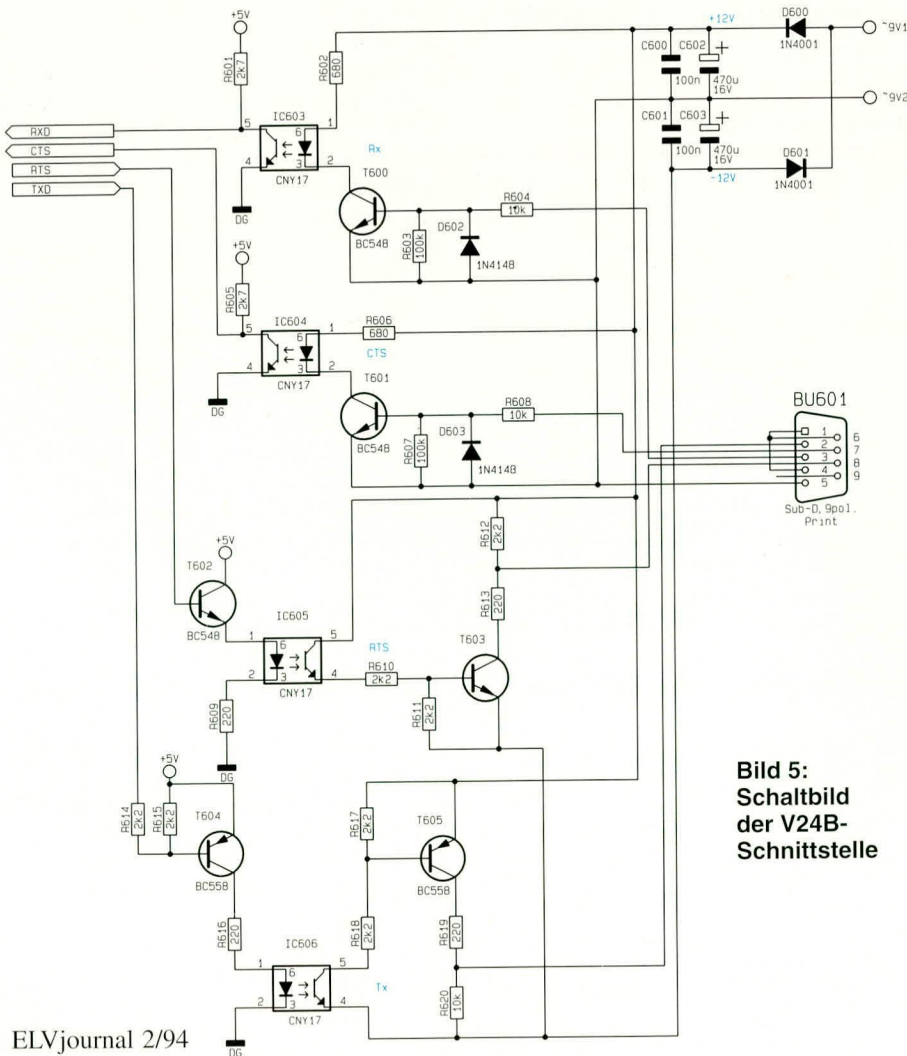 +5V
R601
2k7
R602
680
+12V
D600
1N4001
~9V1
C600
100n
C602
+
470u
16V
~9V2
C601
100n
C603
+
470u
16V
-12V
D601
1N4001
RXD
CTS
RTS
TXD
IC603
5
6
1
4
3
2
CNY17
DG
Rx
T600
BC548
R603
100k
D602
1N4148
R604
10k
+5V
R605
2k7
IC604
5
6
1
4
3
2
CNY17
DG
R606
680
CTS
T601
BC548
R607
100k
D603
1N4148
R608
10k
BU601
1
2
3
4
5
6
7
8
9
Sub-D, 9pol.
Print
+5V
T602
BC548
IC605
1
6
5
2
3
4
CNY17
R609
220
DG
RTS
R610
2k2
R611
2k2
T603
R612
2k2
R613
220
+5V
R614
2k2
R615
2k2
T604
BC558
R616
220
IC606
1
6
5
2
3
4
CNY17
DG
R617
2k2
R618
2k2
T605
BC558
R619
220
R620
10k
Tx
Bild 5:
Schaltbild
der V24B-
Schnittstelle
ELVjournal 2/94